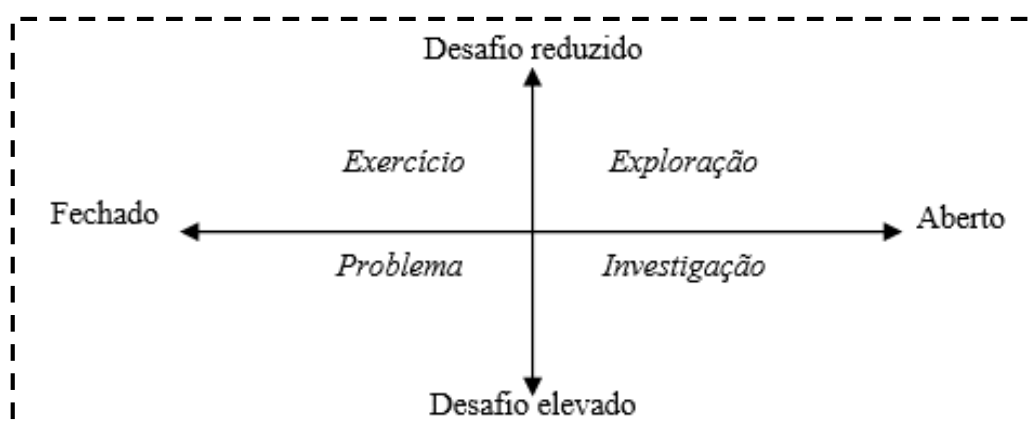 Desafio reduzido
Exercício Exploração
Fechado Aberto
Problema Investigação
Desafio elevado